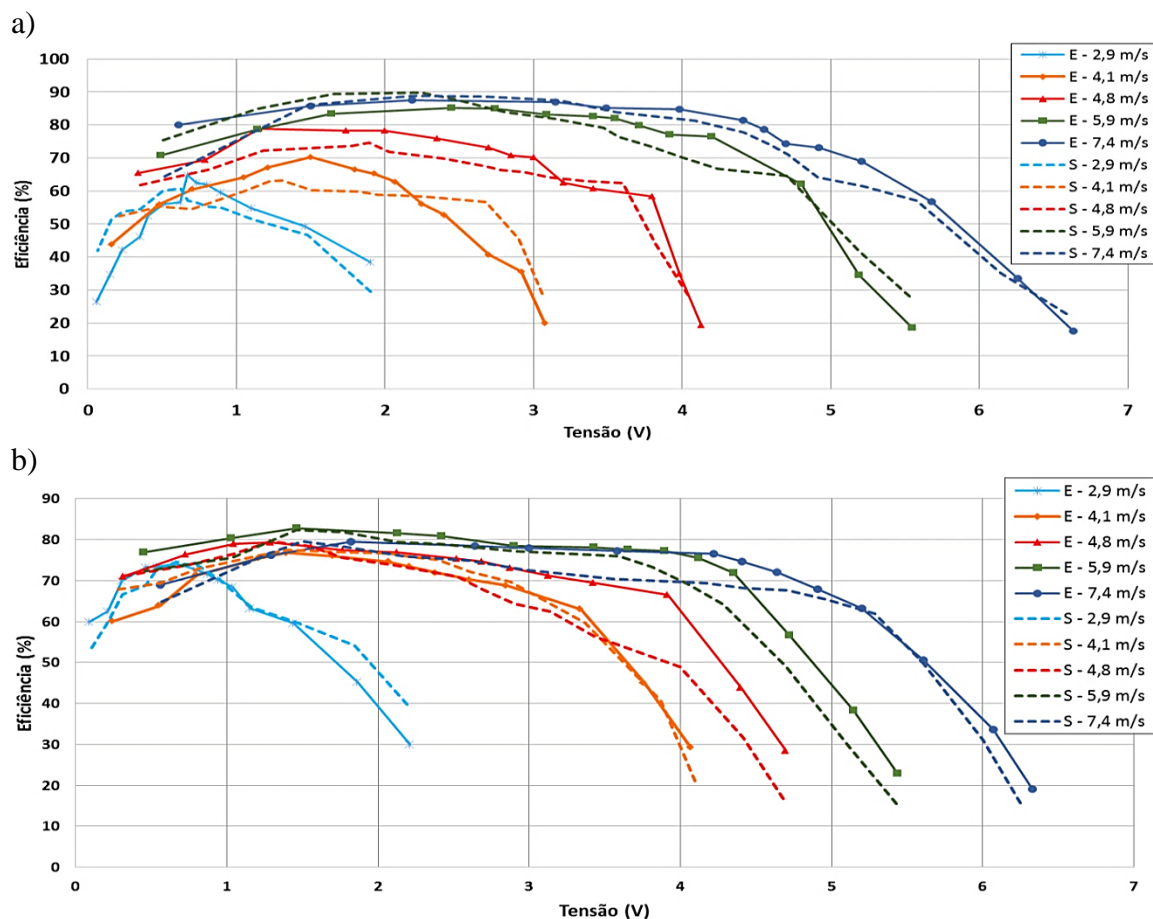 a)
100
90
80
70
60
50
40
30
20
10
0
Eficiência (%)
0 1 2 3 4 5 6 7
Tensão (V)
E - 2,9 m/s
E - 4,1 m/s
E - 4,8 m/s
E - 5,9 m/s
E - 7,4 m/s
S - 2,9 m/s
S - 4,1 m/s
S - 4,8 m/s
S - 5,9 m/s
S - 7,4 m/s
b)
90
80
70
60
50
40
30
20
10
0
Eficiência (%)
0 1 2 3 4 5 6 7
Tensão (V)
E - 2,9 m/s
E - 4,1 m/s
E - 4,8 m/s
E - 5,9 m/s
E - 7,4 m/s
S - 2,9 m/s
S - 4,1 m/s
S - 4,8 m/s
S - 5,9 m/s
S - 7,4 m/s